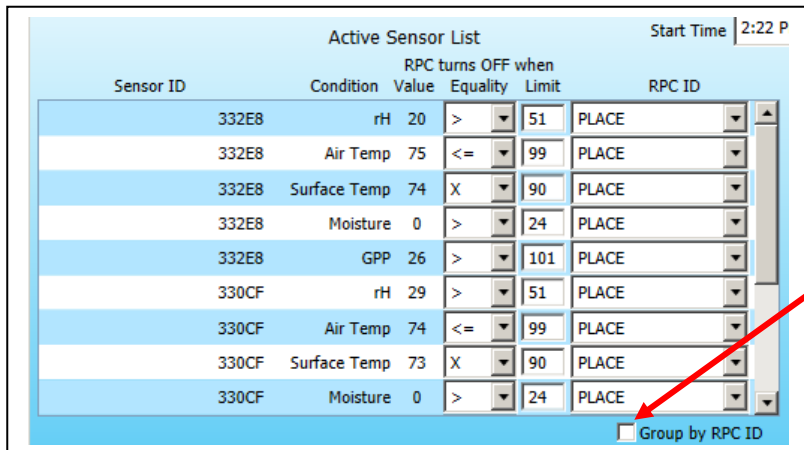 Active Sensor List
Start Time 2:22 P
RPC turns OFF when
Sensor ID Condition Value Equality Limit RPC ID
332E8 rH 20 > 51 PLACE
332E8 Air Temp 75 <= 99 PLACE
332E8 Surface Temp 74 X 90 PLACE
332E8 Moisture 0 > 24 PLACE
332E8 GPP 26 > 101 PLACE
330CF rH 29 > 51 PLACE
330CF Air Temp 74 <= 99 PLACE
330CF Surface Temp 73 X 90 PLACE
330CF Moisture 0 > 24 PLACE
Group by RPC ID